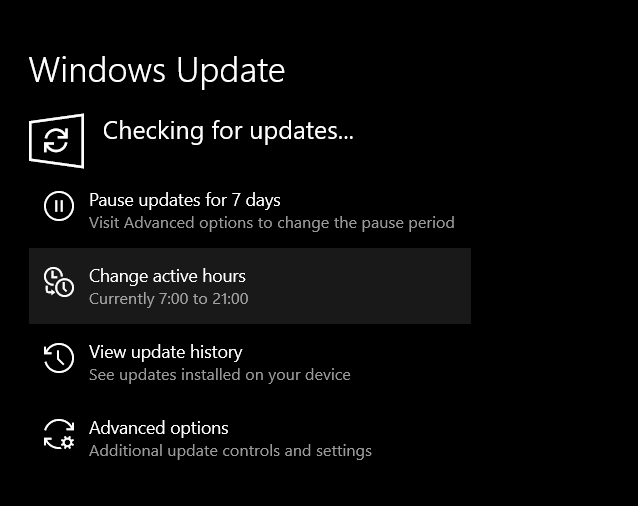 Windows Update
Checking for updates...
Pause updates for 7 days
Visit Advanced options to change the pause period
Change active hours
Currently 7:00 to 21:00
View update history
See updates installed on your device
Advanced options
Additional update controls and settings